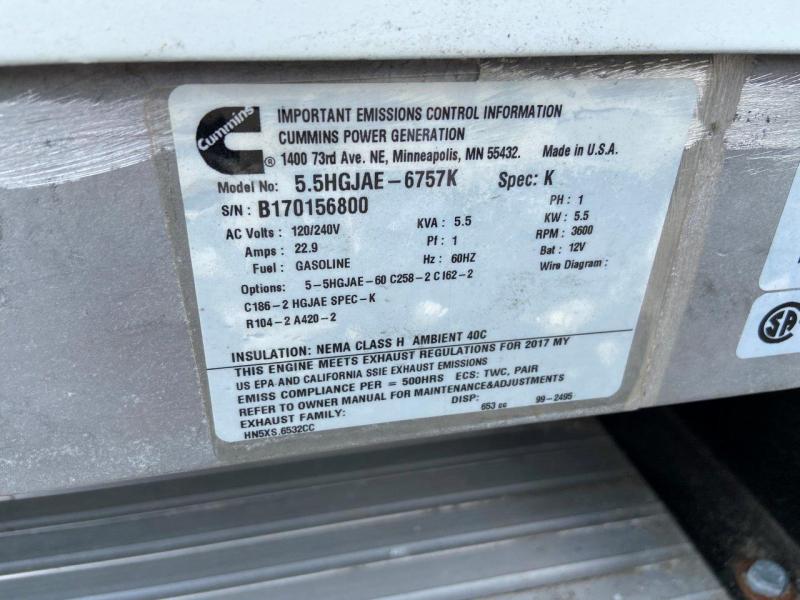 Cummins
®
IMPORTANT EMISSIONS CONTROL INFORMATION
CUMMINS POWER GENERATION
1400 73rd Ave. NE, Minneapolis, MN 55432. Made in U.S.A.
Model No: 5.5HGJAE-6757K Spec: K
S/N : B170156800 PH : 1
AC Volts : 120/240V KVA : 5.5 KW : 5.5
Amps : 22.9 Pf : 1 RPM : 3600
Fuel : GASOLINE Hz : 60HZ Bat : 12V
Wire Diagram :
Options: 5-5HGJAE-60 C258-2 C162-2
C186-2 HGJAE SPEC-K
R104-2 A420-2
INSULATION: NEMA CLASS H AMBIENT 40C
THIS ENGINE MEETS EXHAUST REGULATIONS FOR 2017 MY
US EPA AND CALIFORNIA SSIE EXHAUST EMISSIONS
EMISS COMPLIANCE PER = 500HRS ECS: TWC, PAIR
REFER TO OWNER MANUAL FOR MAINTENANCE&ADJUSTMENTS
EXHAUST FAMILY: DISP: 653 cc 99-2495
HN5XS.6532CC
SA